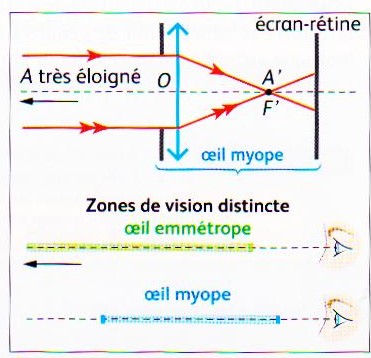 écran-rétine
A très éloigné
O
A'
F'
œil myope
Zones de vision distincte
œil emmétrope
œil myope